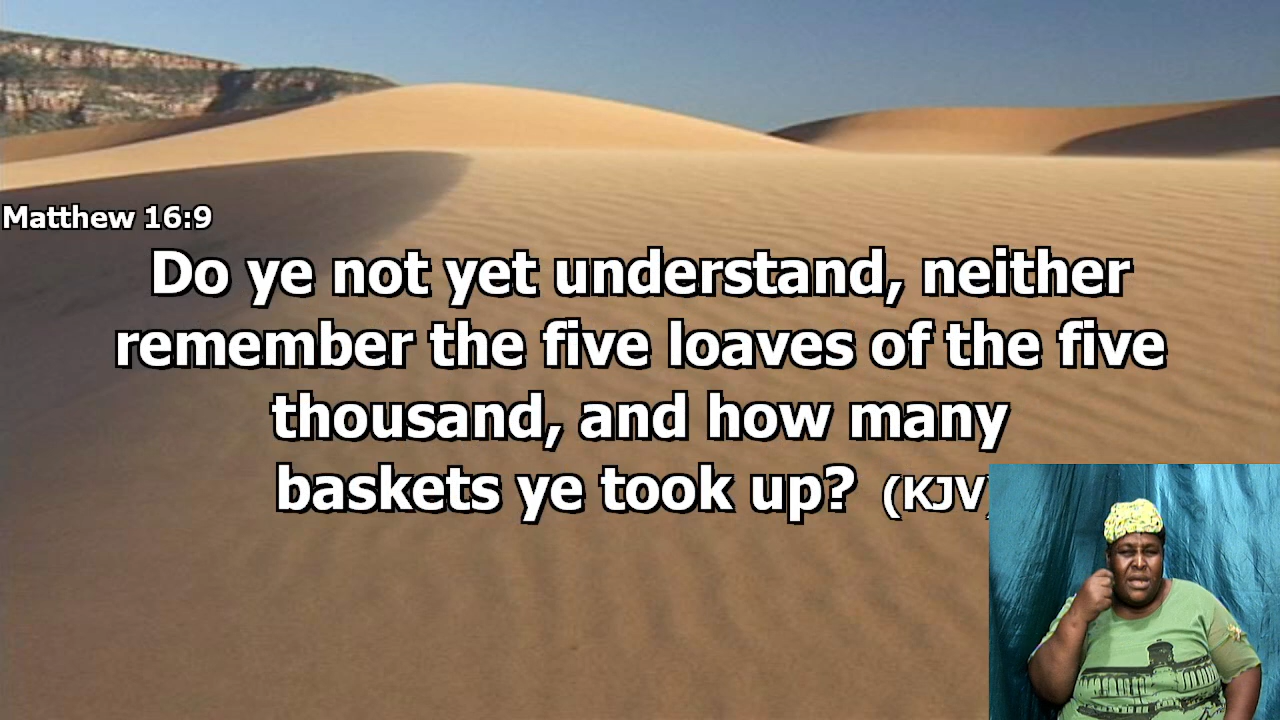 Matthew 16:9
Do ye not yet understand, neither
remember the five loaves of the five
thousand, and how many
baskets ye took up? (KJV)